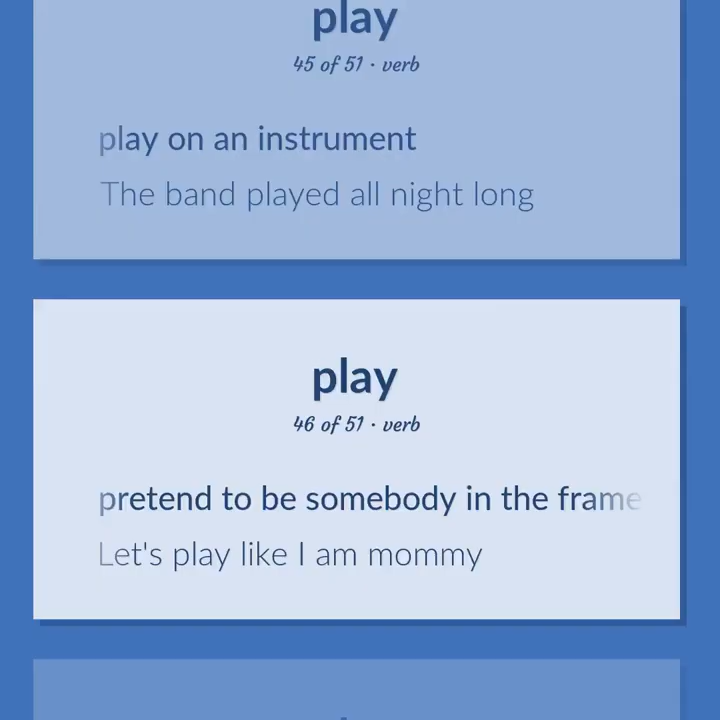 play
45 of 51 · verb
play on an instrument
The band played all night long
play
46 of 51 · verb
pretend to be somebody in the frame
Let's play like I am mommy